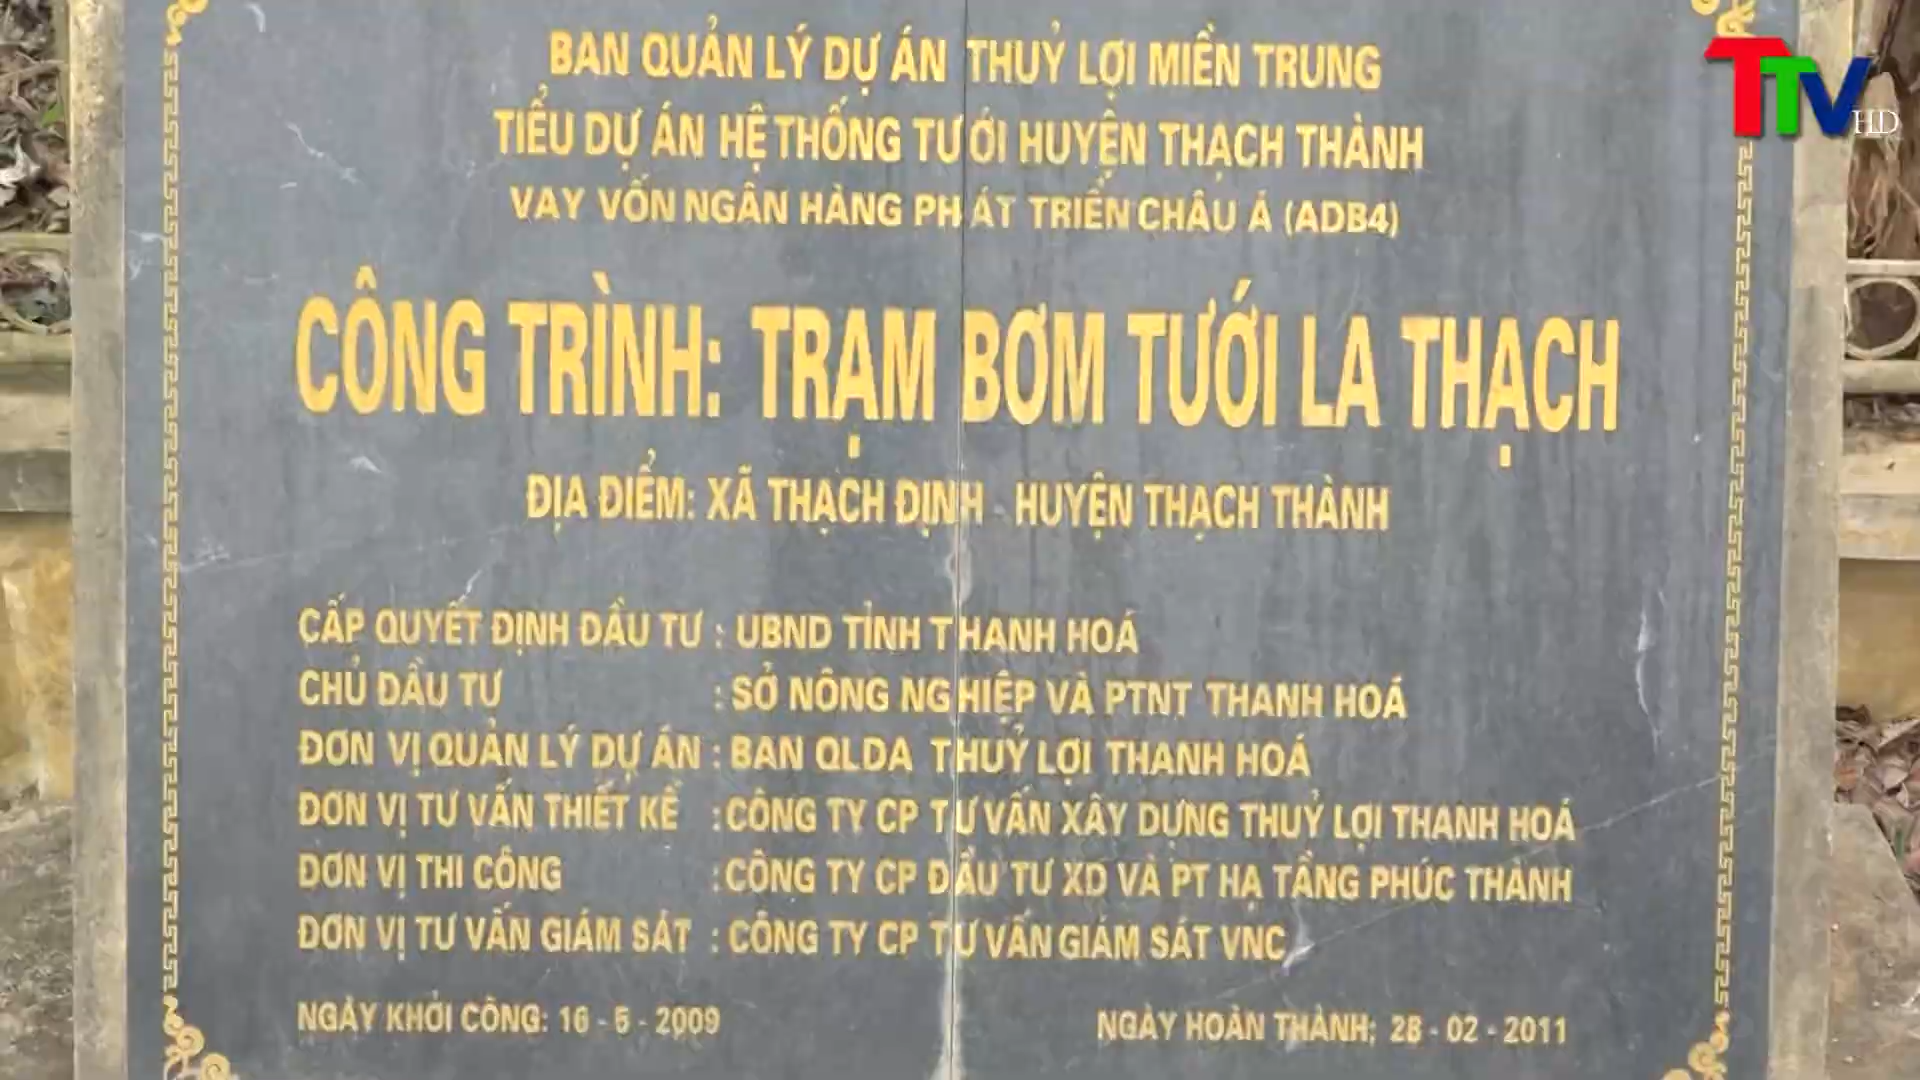 BAN QUẢN LÝ DỰ ÁN THUỶ LỢI MIỀN TRUNG
TIỂU DỰ ÁN HỆ THỐNG TƯỚI HUYỆN THẠCH THÀNH
VAY VỐN NGÂN HÀNG PHÁT TRIỂN CHÂU Á (ADB4)
TTV HD
CÔNG TRÌNH: TRẠM BƠM TƯỚI LA THẠCH
ĐỊA ĐIỂM: XÃ THẠCH ĐỊNH - HUYỆN THẠCH THÀNH
CẤP QUYẾT ĐỊNH ĐẦU TƯ : UBND TỈNH THANH HOÁ
CHỦ ĐẦU TƯ : SỞ NÔNG NGHIỆP VÀ PTNT THANH HOÁ
ĐƠN VỊ QUẢN LÝ DỰ ÁN : BAN QLDA THUỶ LỢI THANH HOÁ
ĐƠN VỊ TƯ VẤN THIẾT KẾ : CÔNG TY CP TƯ VẤN XÂY DỰNG THUỶ LỢI THANH HOÁ
ĐƠN VỊ THI CÔNG : CÔNG TY CP ĐẦU TƯ XD VÀ PT HẠ TẦNG PHÚC THÀNH
ĐƠN VỊ TƯ VẤN GIÁM SÁT : CÔNG TY CP TƯ VẤN GIÁM SÁT VNC
NGÀY KHỞI CÔNG: 16 - 5 - 2009 NGÀY HOÀN THÀNH: 28 - 02 - 2011